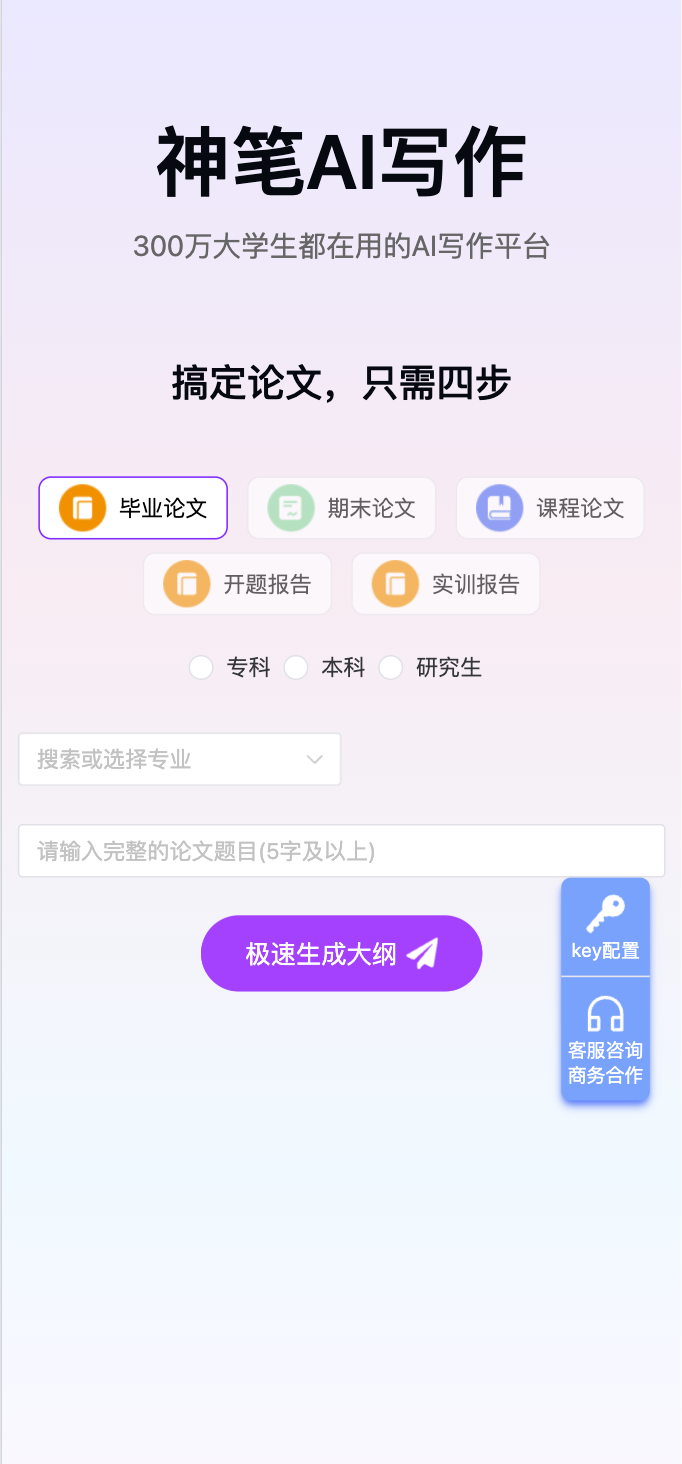 神笔AI写作
300万大学生都在用的AI写作平台
搞定论文，只需四步
毕业论文 期末论文 课程论文
开题报告 实训报告
专科 本科 研究生
搜索或选择专业
请输入完整的论文题目(5字及以上)
极速生成大纲
key配置
客服咨询
商务合作